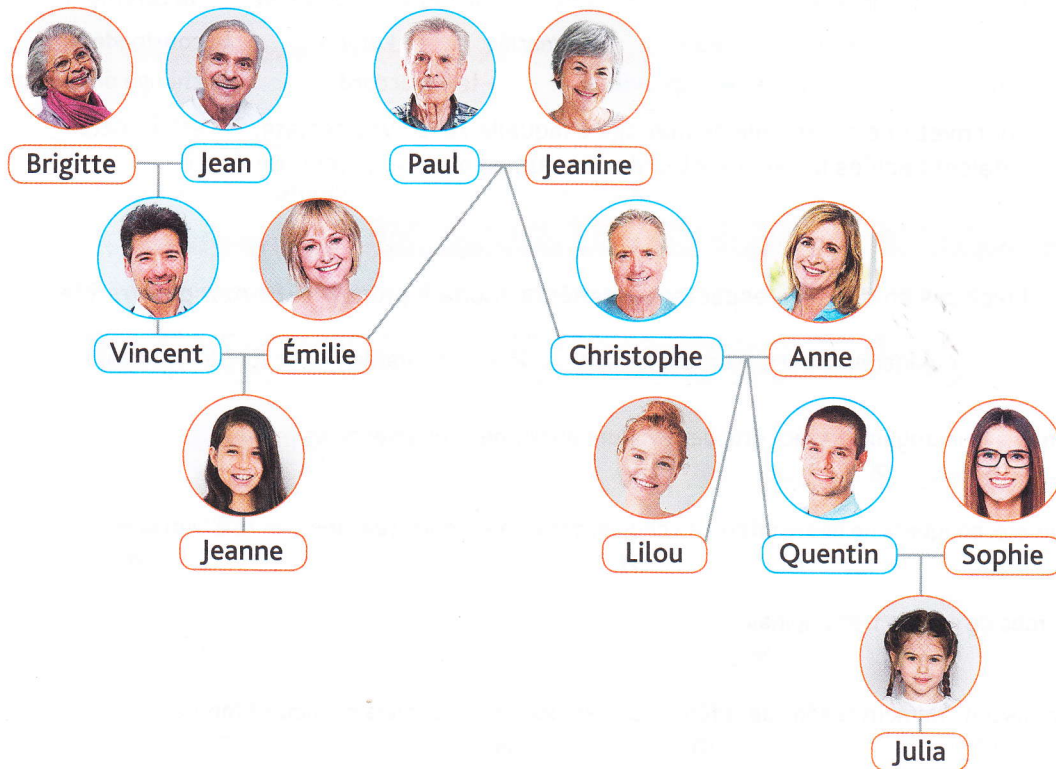 Brigitte Jean Paul Jeanine
Vincent Émilie Christophe Anne
Jeanne Lilou Quentin Sophie
Julia